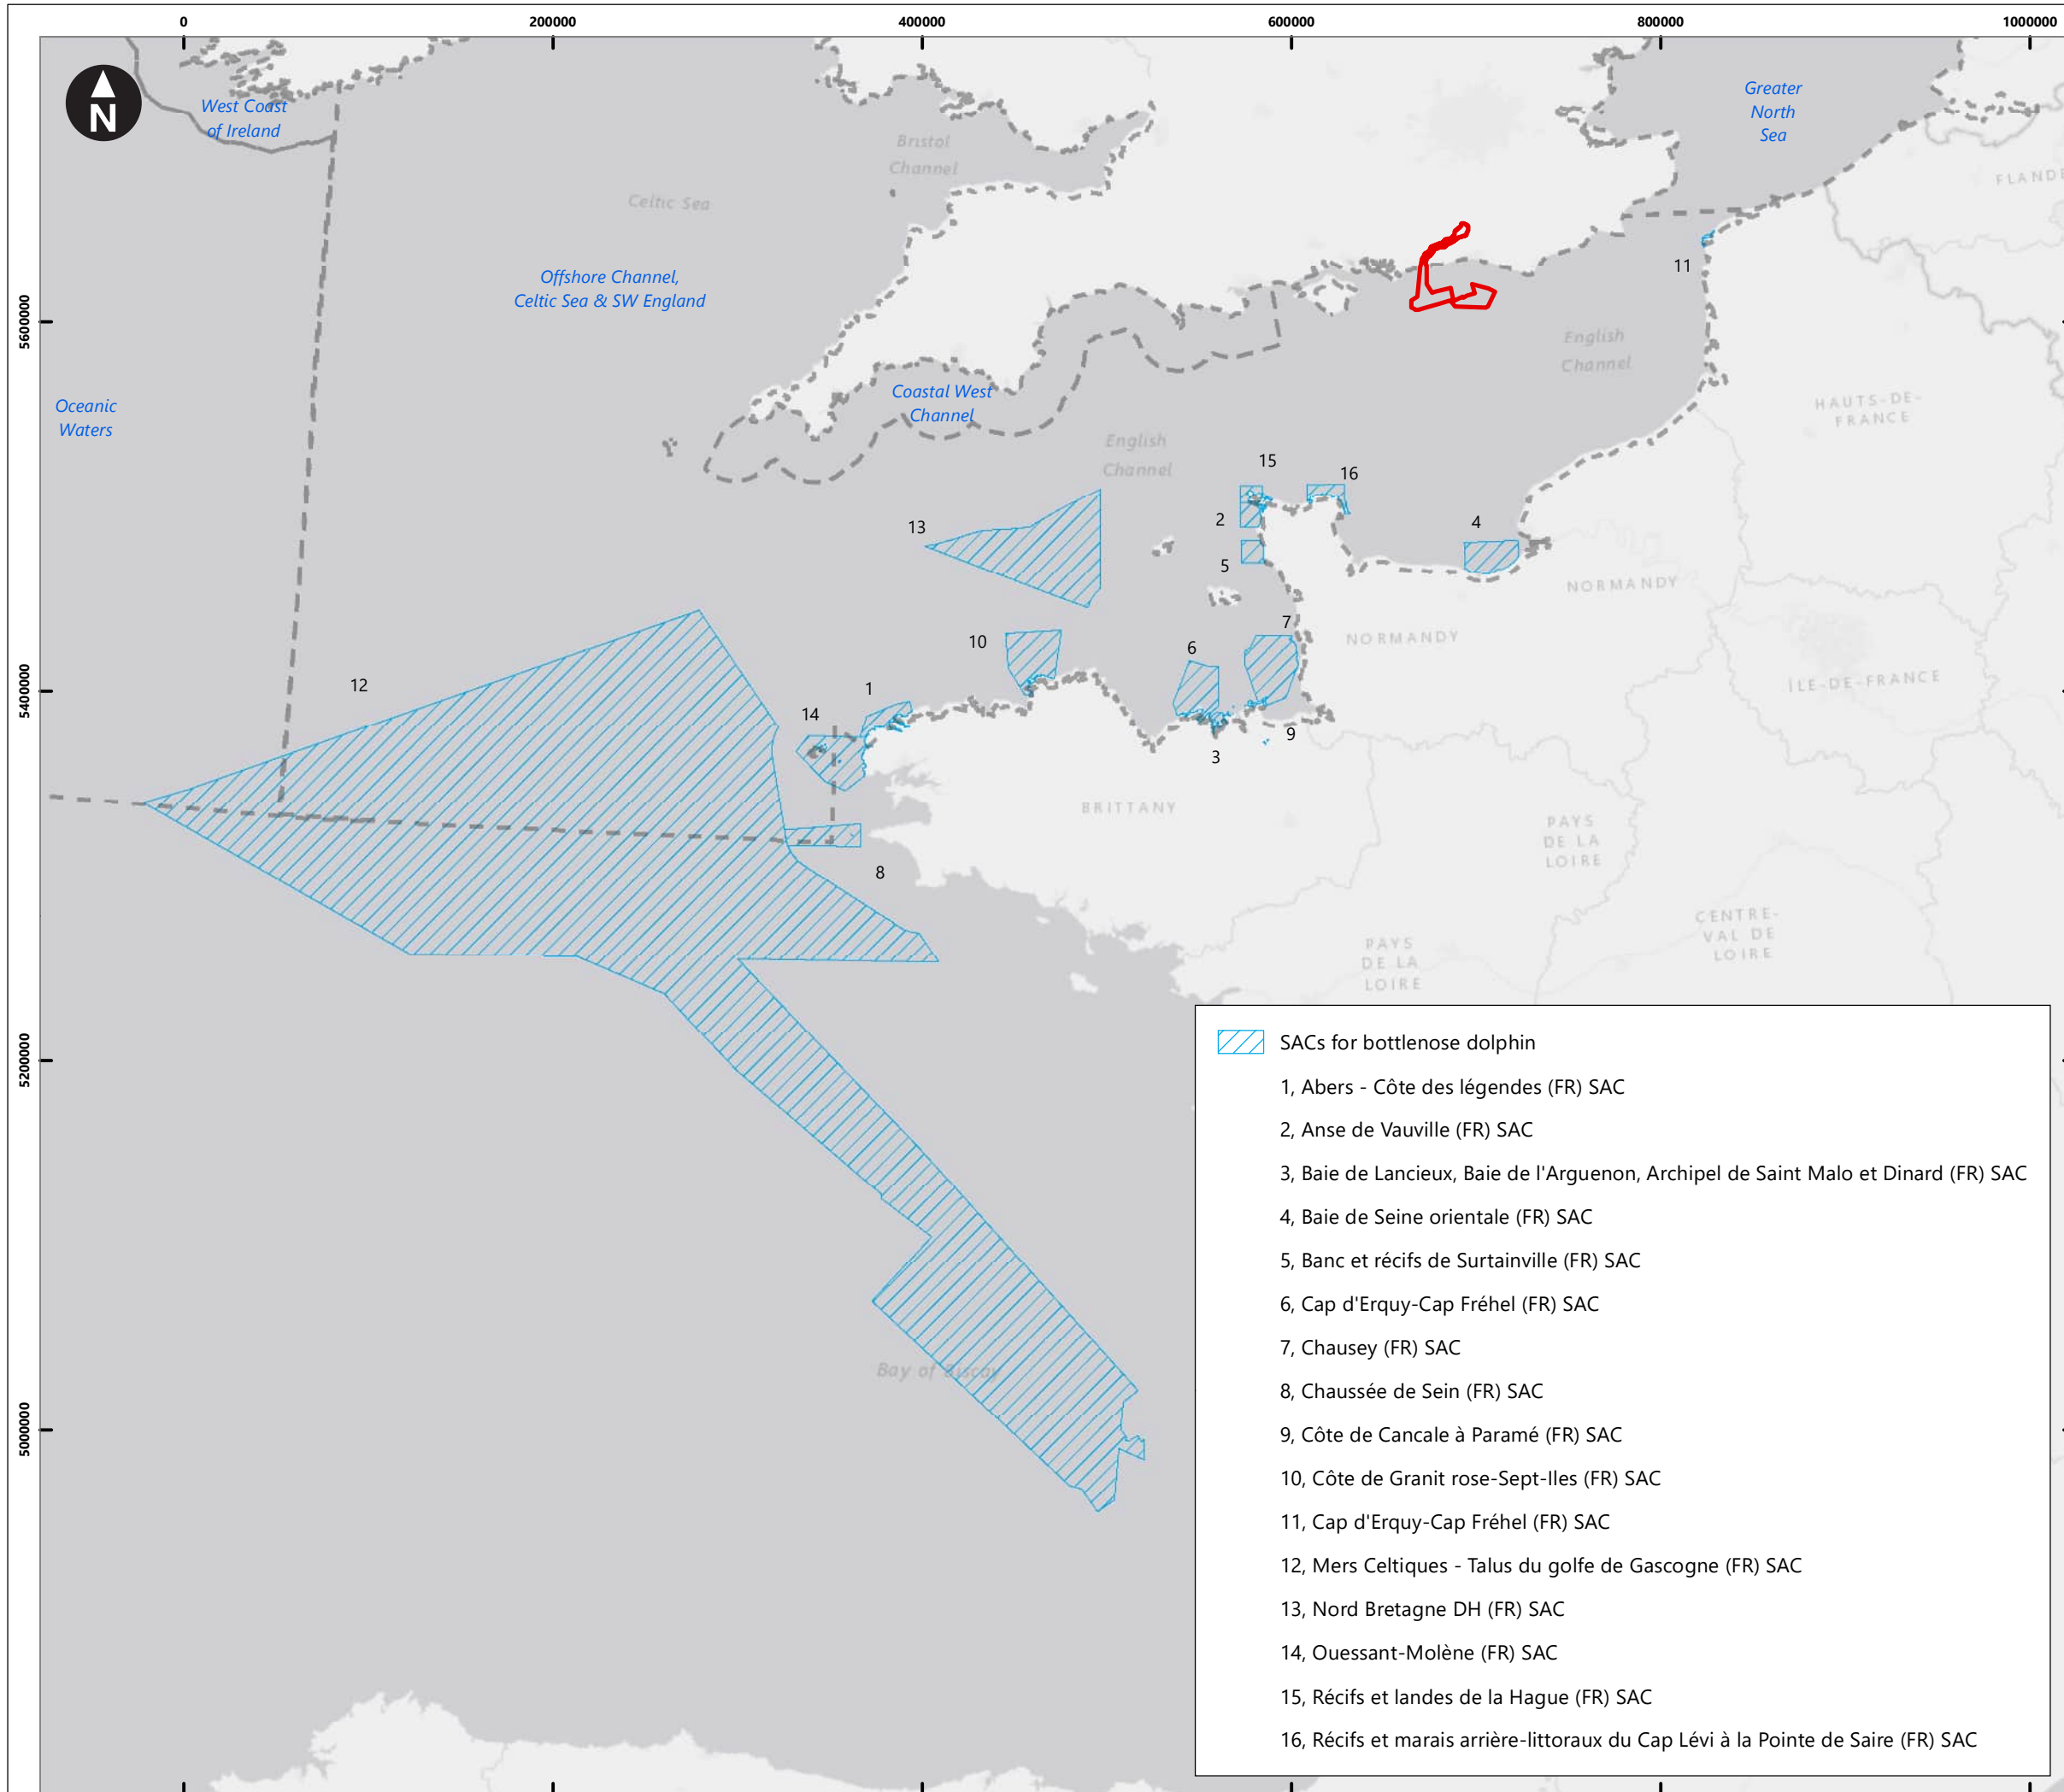 0 200000 400000 600000 800000 1000000
N
West Coast
of Ireland
Greater
North
Sea
Bristol
Channel
Celtic Sea
FLANDE
Offshore Channel,
Celtic Sea & SW England
11
5600000
English
Channel
Coastal West
Channel
Oceanic
Waters
HAUTS-DE-
FRANCE
English
Channel
15
16
13
2
4
5
NORMANDY
7
NORMANDY
10
6
12
1
5400000
ÎLE-DE-FRANCE
14
9
3
BRITTANY
PAYS
DE LA
LOIRE
8
CENTRE-
VAL DE
LOIRE
PAYS
DE LA
LOIRE
5200000
Bay of Biscay
5000000
SACs for bottlenose dolphin
1, Abers - Côte des légendes (FR) SAC
2, Anse de Vauville (FR) SAC
3, Baie de Lancieux, Baie de l'Arguenon, Archipel de Saint Malo et Dinard (FR) SAC
4, Baie de Seine orientale (FR) SAC
5, Banc et récifs de Surtainville (FR) SAC
6, Cap d'Erquy-Cap Fréhel (FR) SAC
7, Chausey (FR) SAC
8, Chaussée de Sein (FR) SAC
9, Côte de Cancale à Paramé (FR) SAC
10, Côte de Granit rose-Sept-Iles (FR) SAC
11, Cap d'Erquy-Cap Fréhel (FR) SAC
12, Mers Celtiques - Talus du golfe de Gascogne (FR) SAC
13, Nord Bretagne DH (FR) SAC
14, Ouessant-Molène (FR) SAC
15, Récifs et landes de la Hague (FR) SAC
16, Récifs et marais arrière-littoraux du Cap Lévi à la Pointe de Saire (FR) SAC